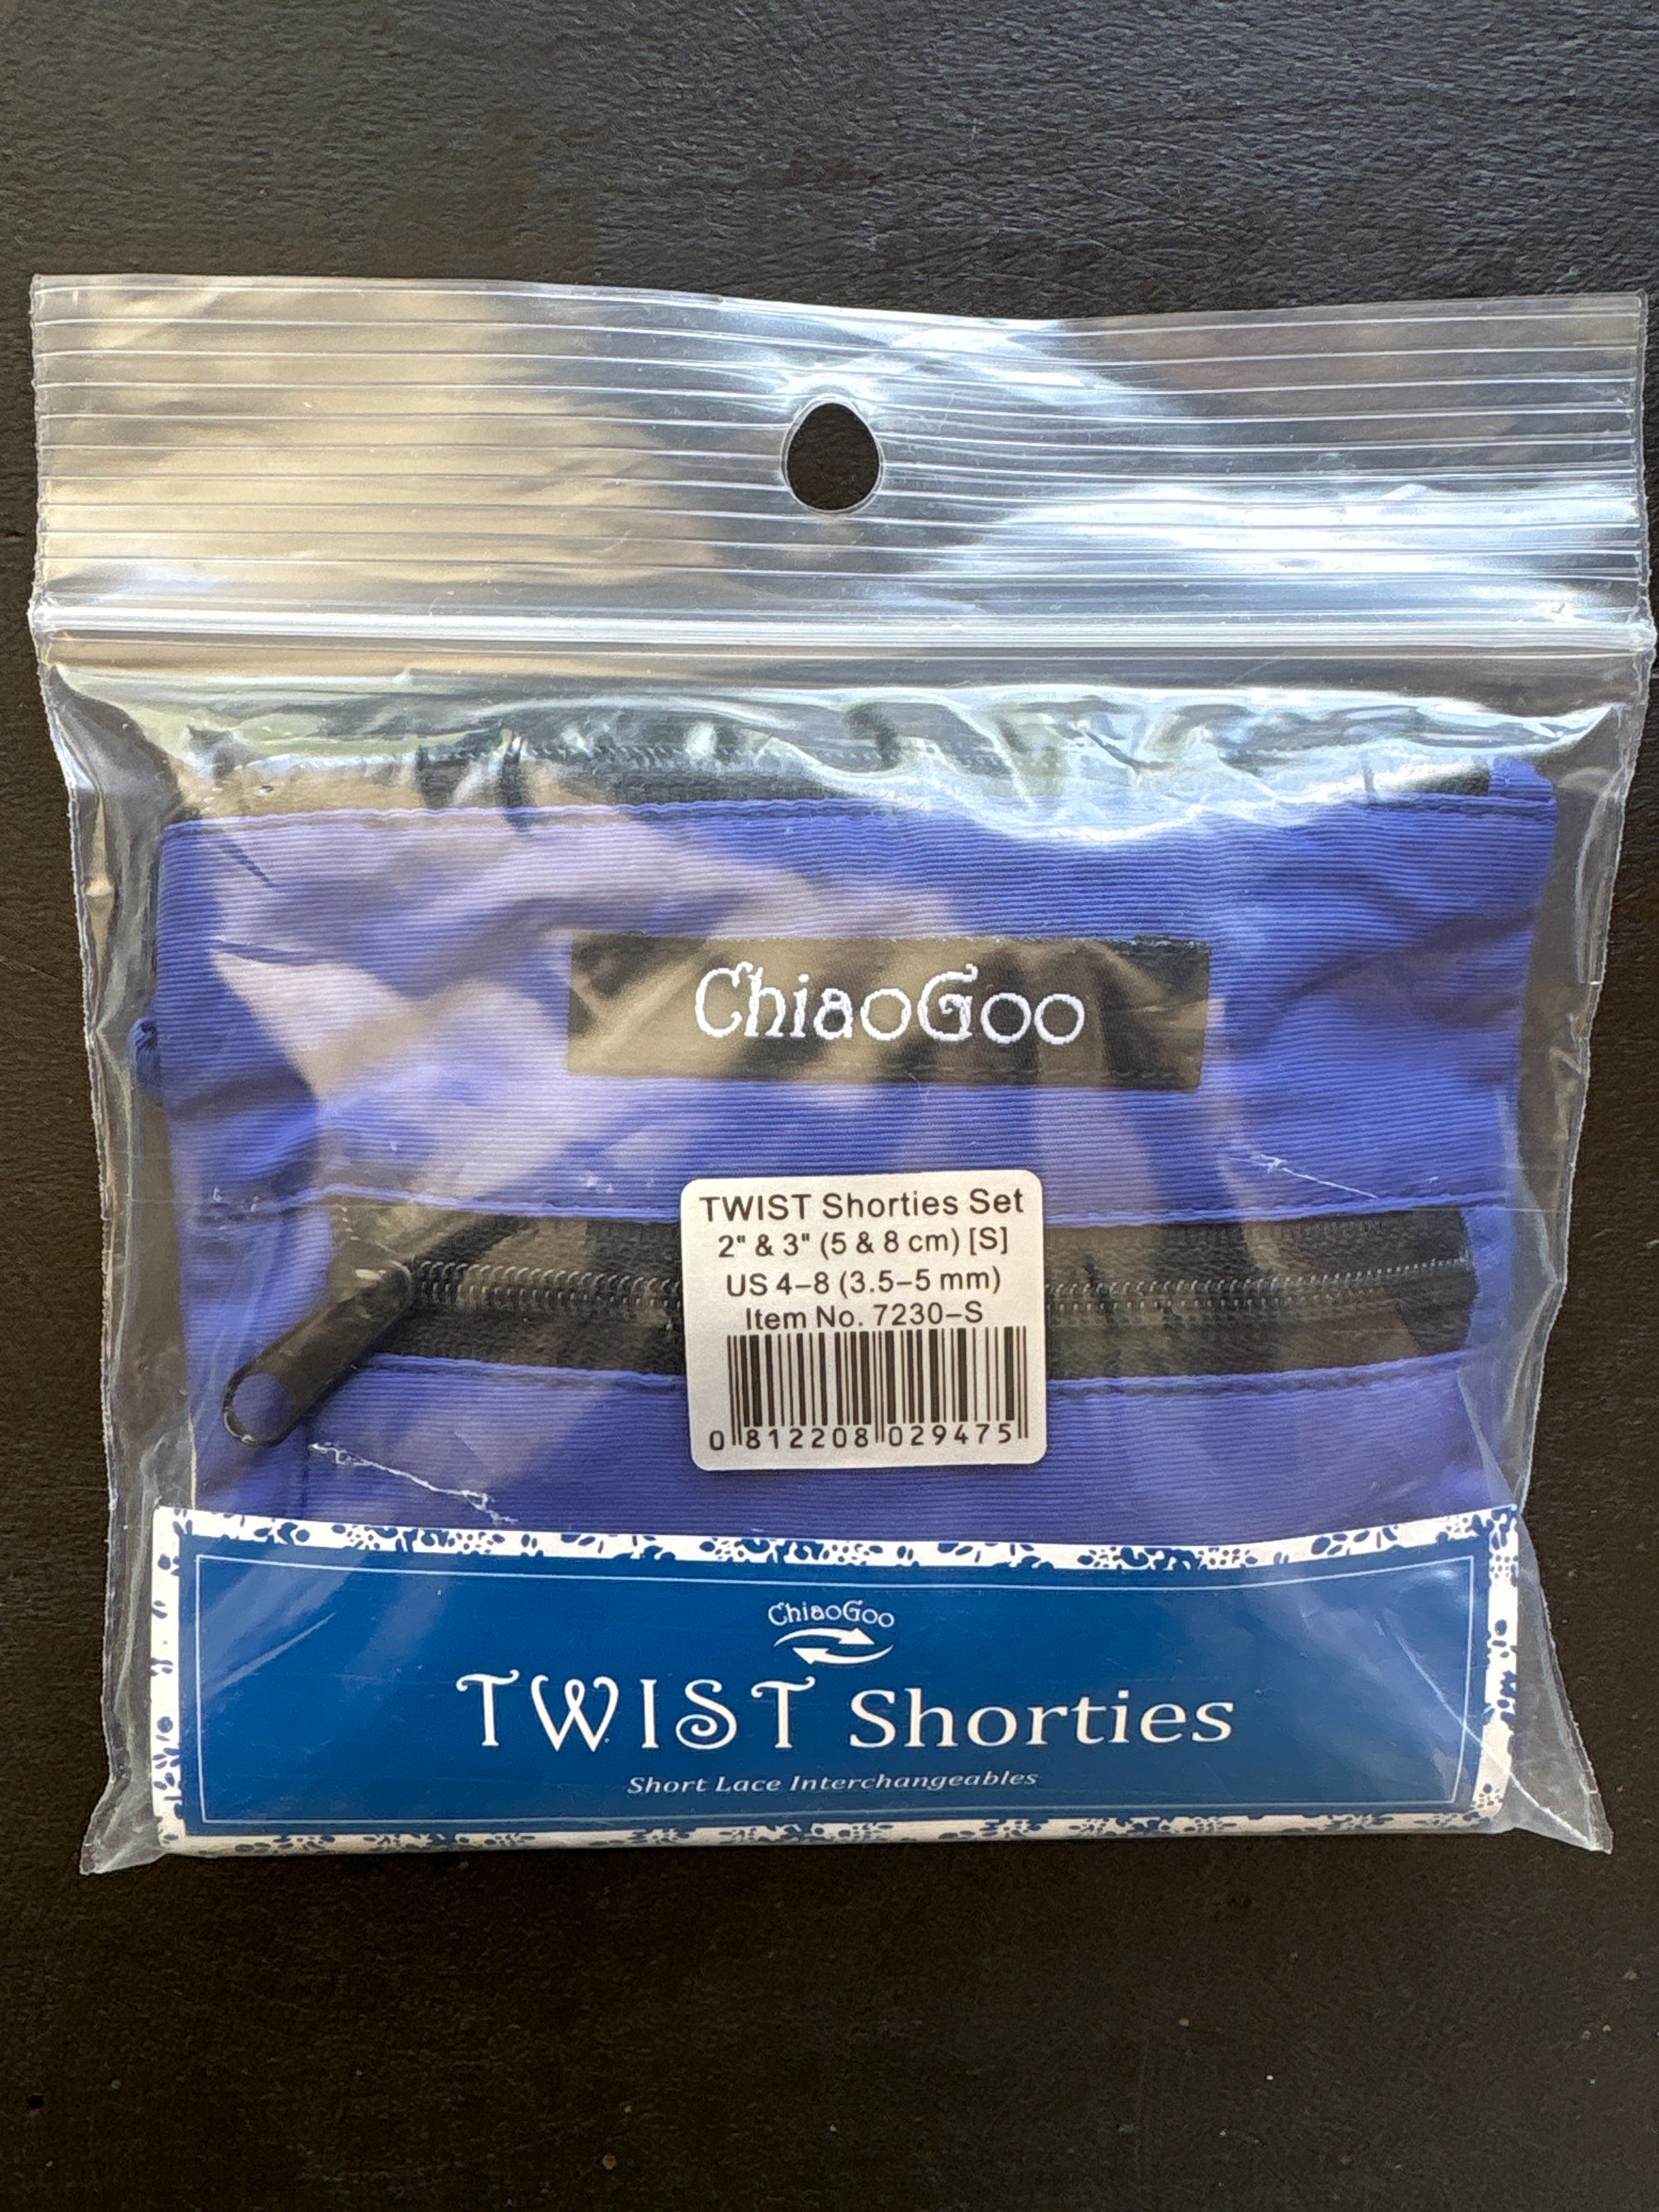 ChiaoGoo
TWIST Shorties Set
2" & 3" (5 & 8 cm) [S]
US 4–8 (3.5–5 mm)
Item No. 7230–S
0 812208 029475
ChiaoGoo
TWIST Shorties
Short Lace Interchangeables